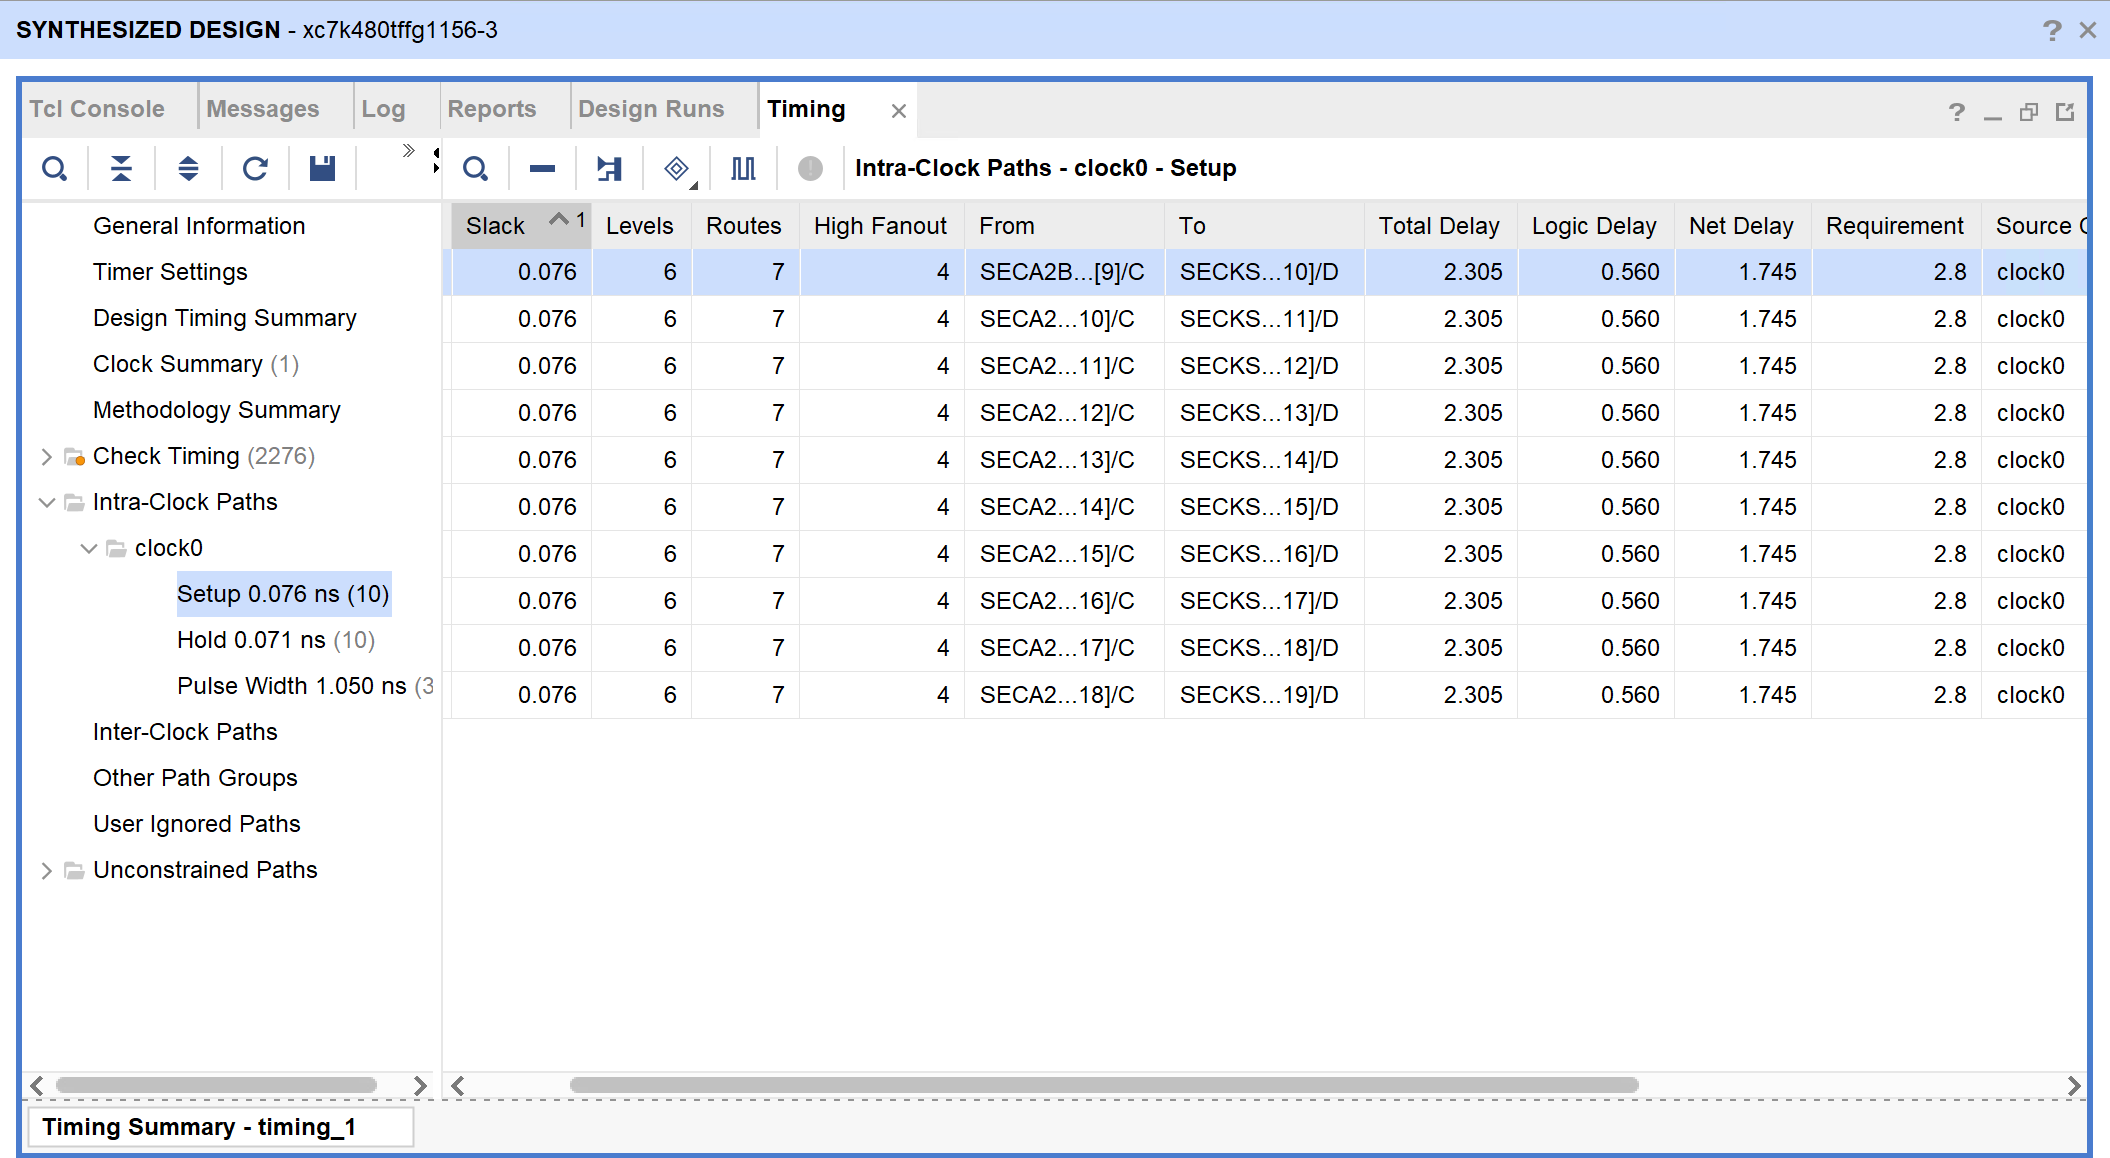 SYNTHESIZED DESIGN - xc7k480tffg1156-3
Tcl Console Messages Log Reports Design Runs Timing
Intra-Clock Paths - clock0 - Setup
General Information
Timer Settings
Design Timing Summary
Clock Summary (1)
Methodology Summary
Check Timing (2276)
Intra-Clock Paths
clock0
Setup 0.076 ns (10)
Hold 0.071 ns (10)
Pulse Width 1.050 ns (3
Inter-Clock Paths
Other Path Groups
User Ignored Paths
Unconstrained Paths
Slack 1 Levels Routes High Fanout From To Total Delay Logic Delay Net Delay Requirement Source C
0.076 6 7 4 SECA2B...[9]/C SECKS...10]/D 2.305 0.560 1.745 2.8 clock0
0.076 6 7 4 SECA2...10]/C SECKS...11]/D 2.305 0.560 1.745 2.8 clock0
0.076 6 7 4 SECA2...11]/C SECKS...12]/D 2.305 0.560 1.745 2.8 clock0
0.076 6 7 4 SECA2...12]/C SECKS...13]/D 2.305 0.560 1.745 2.8 clock0
0.076 6 7 4 SECA2...13]/C SECKS...14]/D 2.305 0.560 1.745 2.8 clock0
0.076 6 7 4 SECA2...14]/C SECKS...15]/D 2.305 0.560 1.745 2.8 clock0
0.076 6 7 4 SECA2...15]/C SECKS...16]/D 2.305 0.560 1.745 2.8 clock0
0.076 6 7 4 SECA2...16]/C SECKS...17]/D 2.305 0.560 1.745 2.8 clock0
0.076 6 7 4 SECA2...17]/C SECKS...18]/D 2.305 0.560 1.745 2.8 clock0
0.076 6 7 4 SECA2...18]/C SECKS...19]/D 2.305 0.560 1.745 2.8 clock0
Timing Summary - timing_1